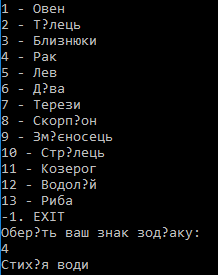 1 - Овен
2 - Т?лець
3 - Близнюки
4 - Рак
5 - Лев
6 - Д?ва
7 - Терези
8 - Скорп?он
9 - Зм?єносець
10 - Стр?лець
11 - Козерог
12 - Водол?й
13 - Риба
-1. EXIT
Обер?ть ваш знак зод?аку:
4
Стих?я води